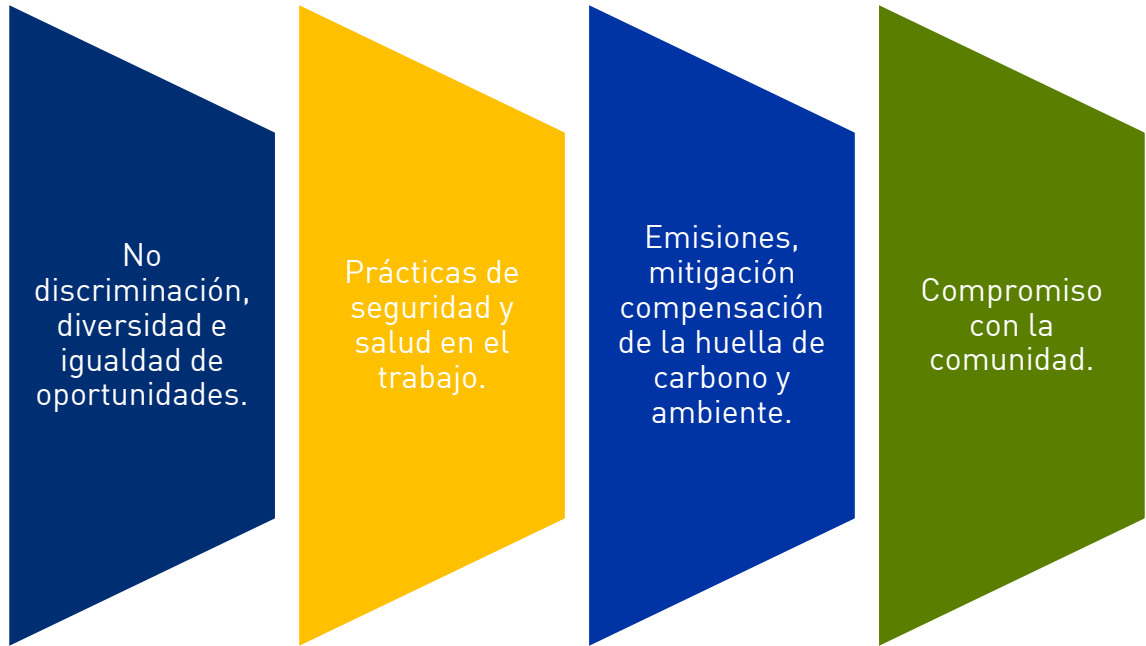 No
discriminación,
diversidad e
igualdad de
oportunidades.
Prácticas de
seguridad y
salud en el
trabajo.
Emisiones,
mitigación
compensación
de la huella de
carbono y
ambiente.
Compromiso
con la
comunidad.